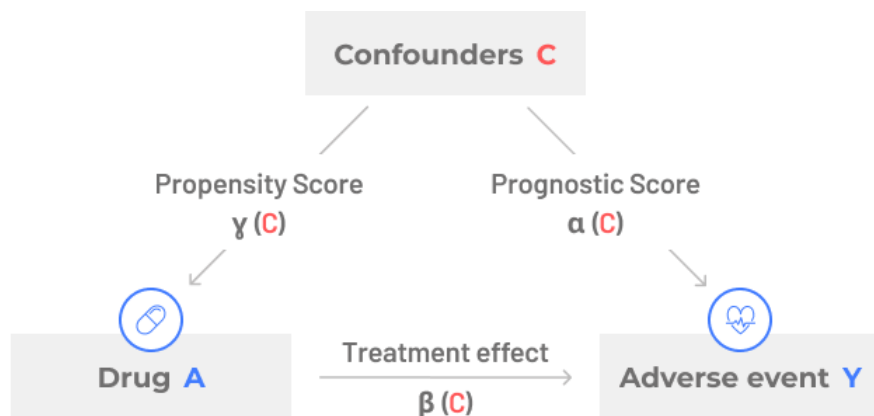 Confounders C
Propensity Score
ɣ (C)
Prognostic Score
α (C)
Drug A
Treatment effect
β (C)
Adverse event Y